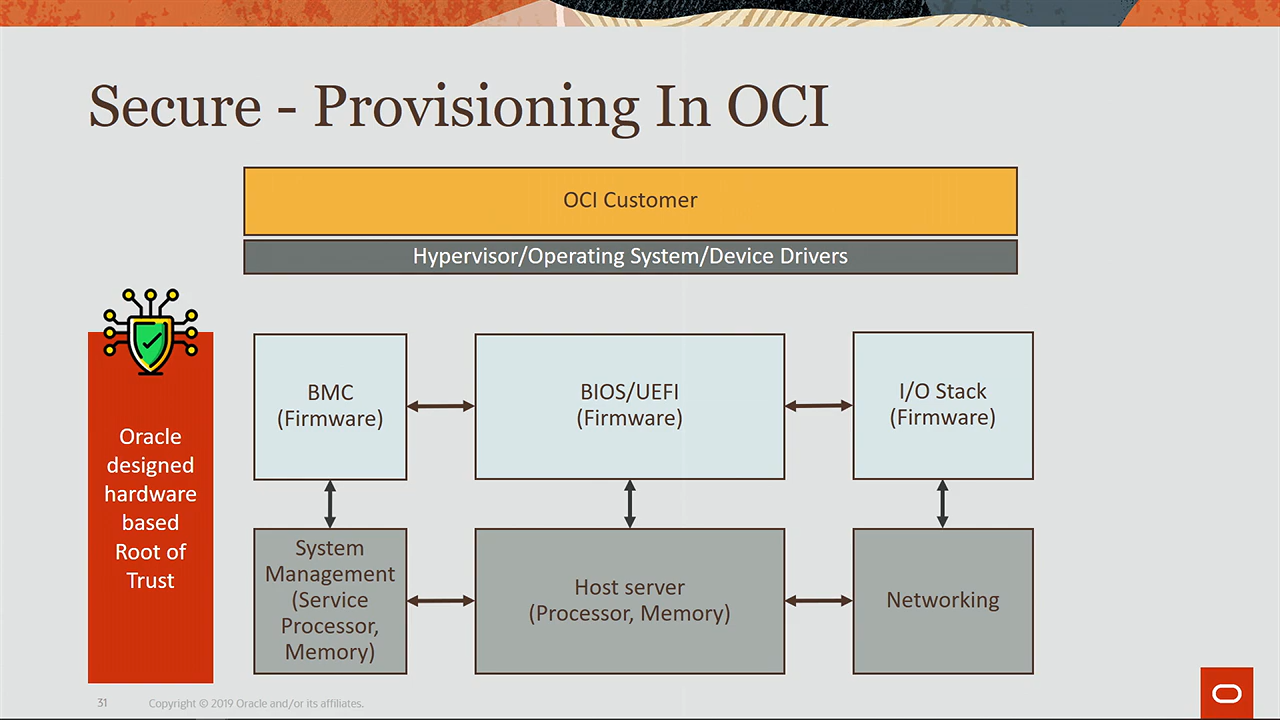 Secure - Provisioning In OCI
OCI Customer
Hypervisor/Operating System/Device Drivers
Oracle
designed
hardware
based
Root of
Trust
BMC
(Firmware)
BIOS/UEFI
(Firmware)
I/O Stack
(Firmware)
System
Management
(Service
Processor,
Memory)
Host server
(Processor, Memory)
Networking
31
Copyright © 2019 Oracle and/or its affiliates.